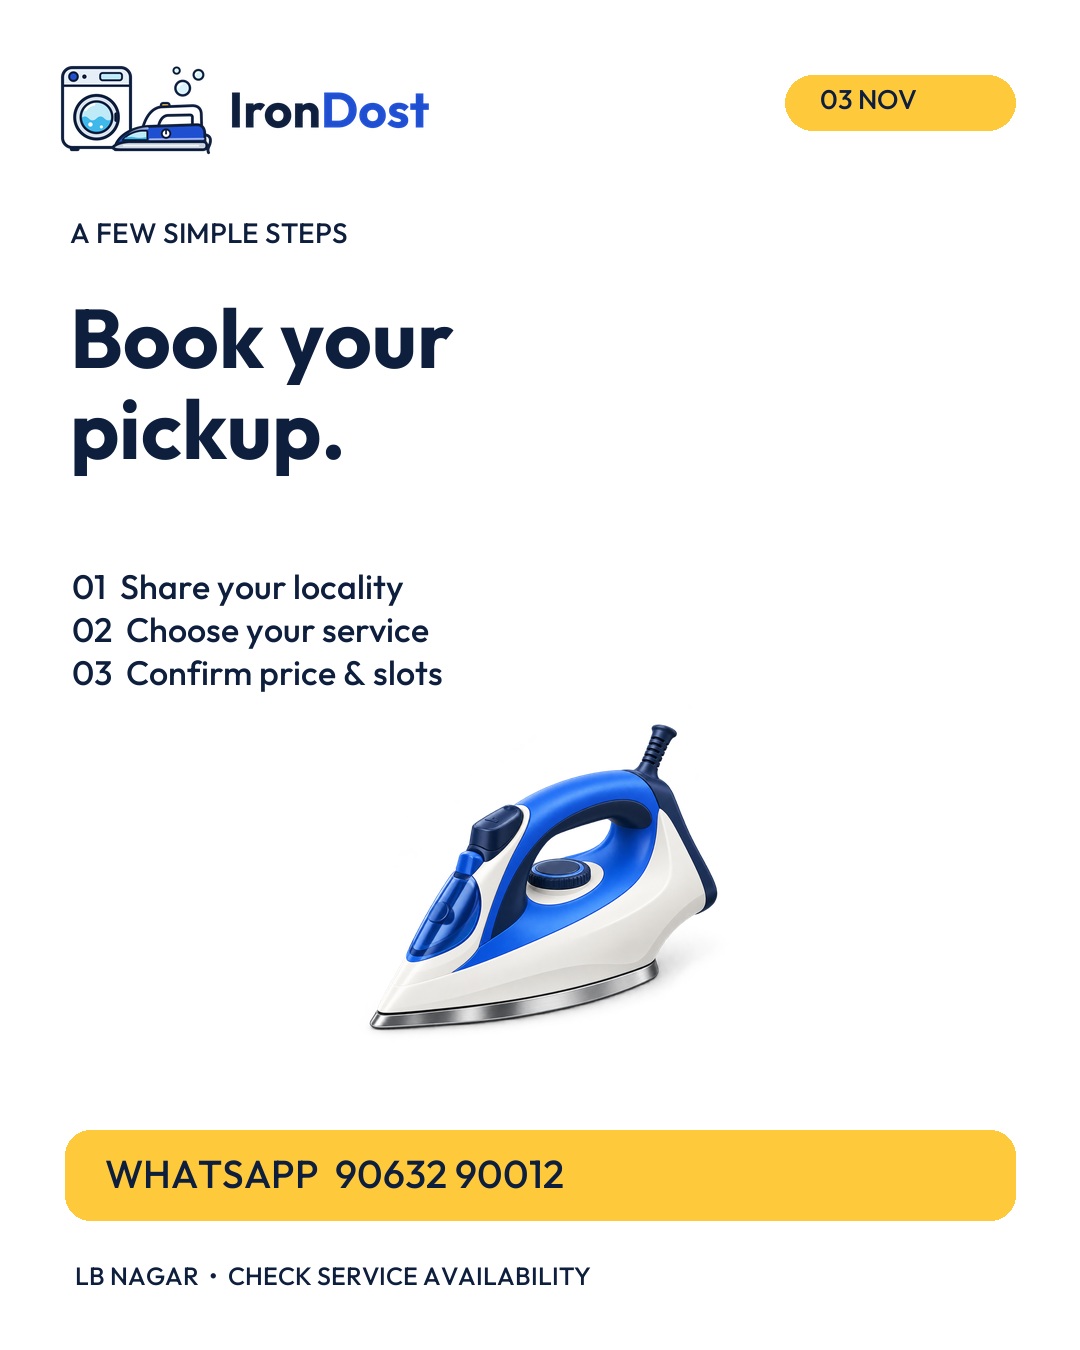 IronDost
03 NOV
A FEW SIMPLE STEPS
Book your
pickup.
01 Share your locality
02 Choose your service
03 Confirm price & slots
WHATSAPP 90632 90012
LB NAGAR • CHECK SERVICE AVAILABILITY